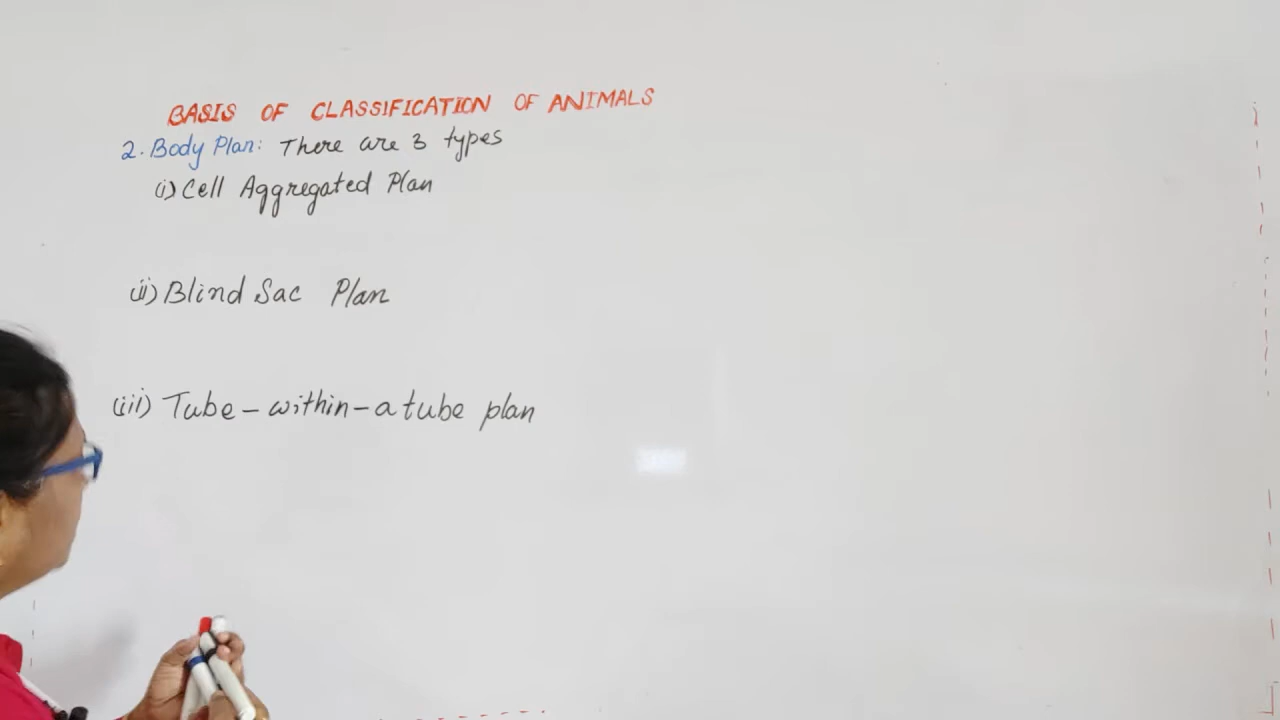 BASIS OF CLASSIFICATION OF ANIMALS
2. Body Plan: There are 3 types
(i) Cell Aggregated Plan
ii) Blind Sac Plan
(iii) Tube-within-a tube plan